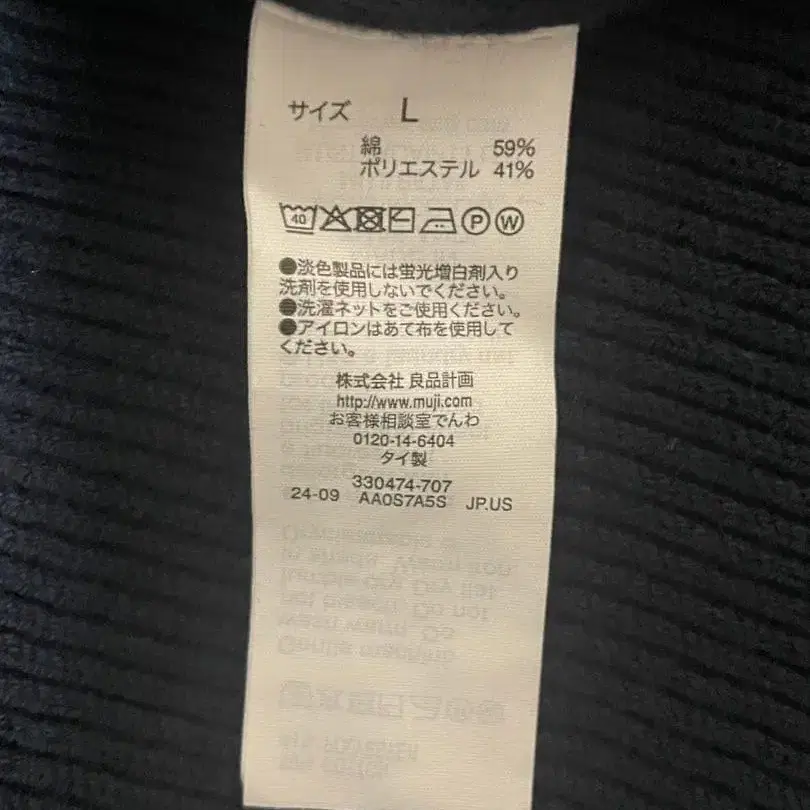 サイズ L
綿 59%
ポリエステル 41%
40 P W
●淡色製品には蛍光増白剤入り
洗剤を使用しないでください。
●洗濯ネットをご使用ください。
●アイロンはあて布を使用して
ください。
株式会社 良品計画
http://www.muji.com
お客様相談室でんわ
0120-14-6404
タイ製
330474-707
24-09 AA0S7A5S JP.US